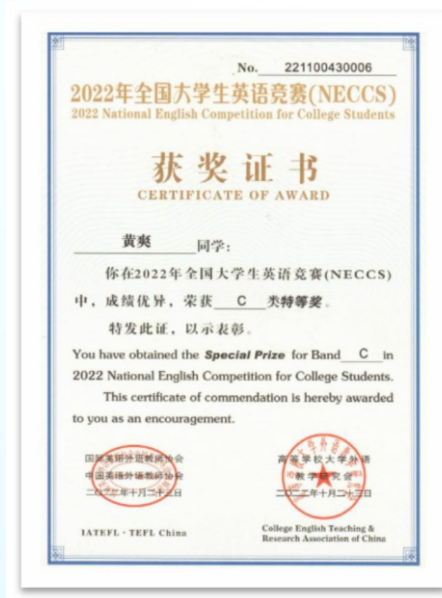 No. 221100430006
2022年全国大学生英语竞赛(NECCS)
2022 National English Competition for College Students
获奖证书
CERTIFICATE OF AWARD
黄爽 同学:
你在2022年全国大学生英语竞赛(NECCS)
中，成绩优异，荣获 C 类特等奖。
特发此证，以示表彰。
You have obtained the Special Prize for Band C in
2022 National English Competition for College Students.
This certificate of commendation is hereby awarded
to you as an encouragement.
国际英语外语教师协会
中国英语外语教师协会
二〇二二年十月二十三日
IATEFL · TEFL China
高等学校大学外语
教学研究会
二〇二二年十月二十三日
College English Teaching &
Research Association of China